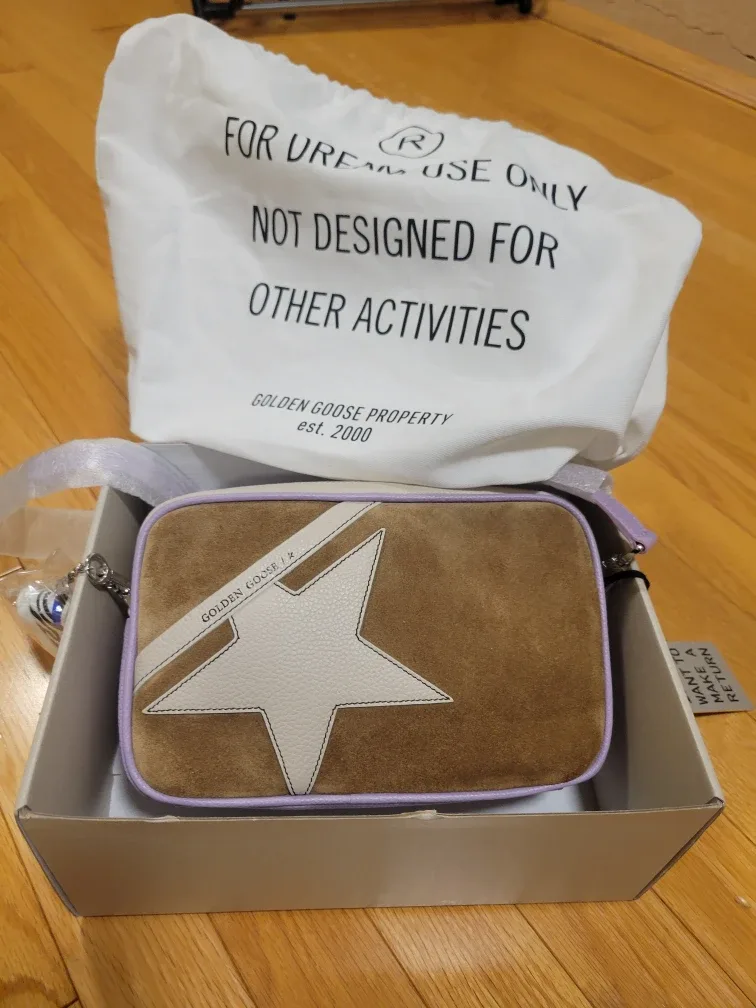 R
FOR DREAM USE ONLY
NOT DESIGNED FOR
OTHER ACTIVITIES
GOLDEN GOOSE PROPERTY
est. 2000
GOLDEN GOOSE
WANT TO
MAKE A
RETURN